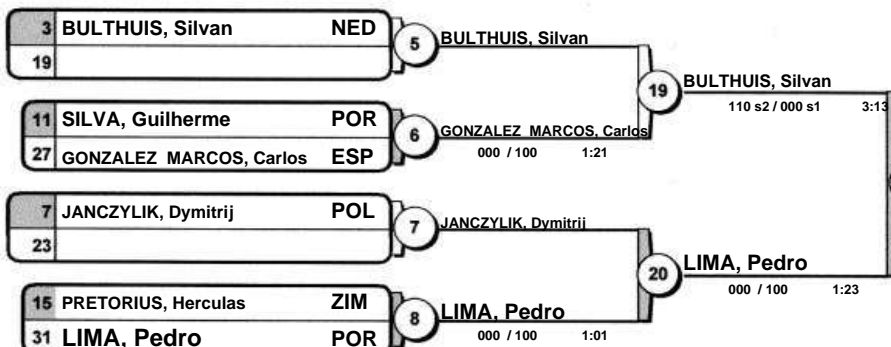 3 BULTHUIS, Silvan NED
19
5
BULTHUIS, Silvan
11 SILVA, Guilherme POR
27 GONZALEZ MARCOS, Carlos ESP
6
GONZALEZ MARCOS, Carlos
000 / 100 1:21
19
BULTHUIS, Silvan
110 s2 / 000 s1 3:13
7 JANCZYLIK, Dymitrij POL
23
7
JANCZYLIK, Dymitrij
15 PRETORIUS, Herculas ZIM
31 LIMA, Pedro POR
8
LIMA, Pedro
000 / 100 1:01
20
LIMA, Pedro
000 / 100 1:23